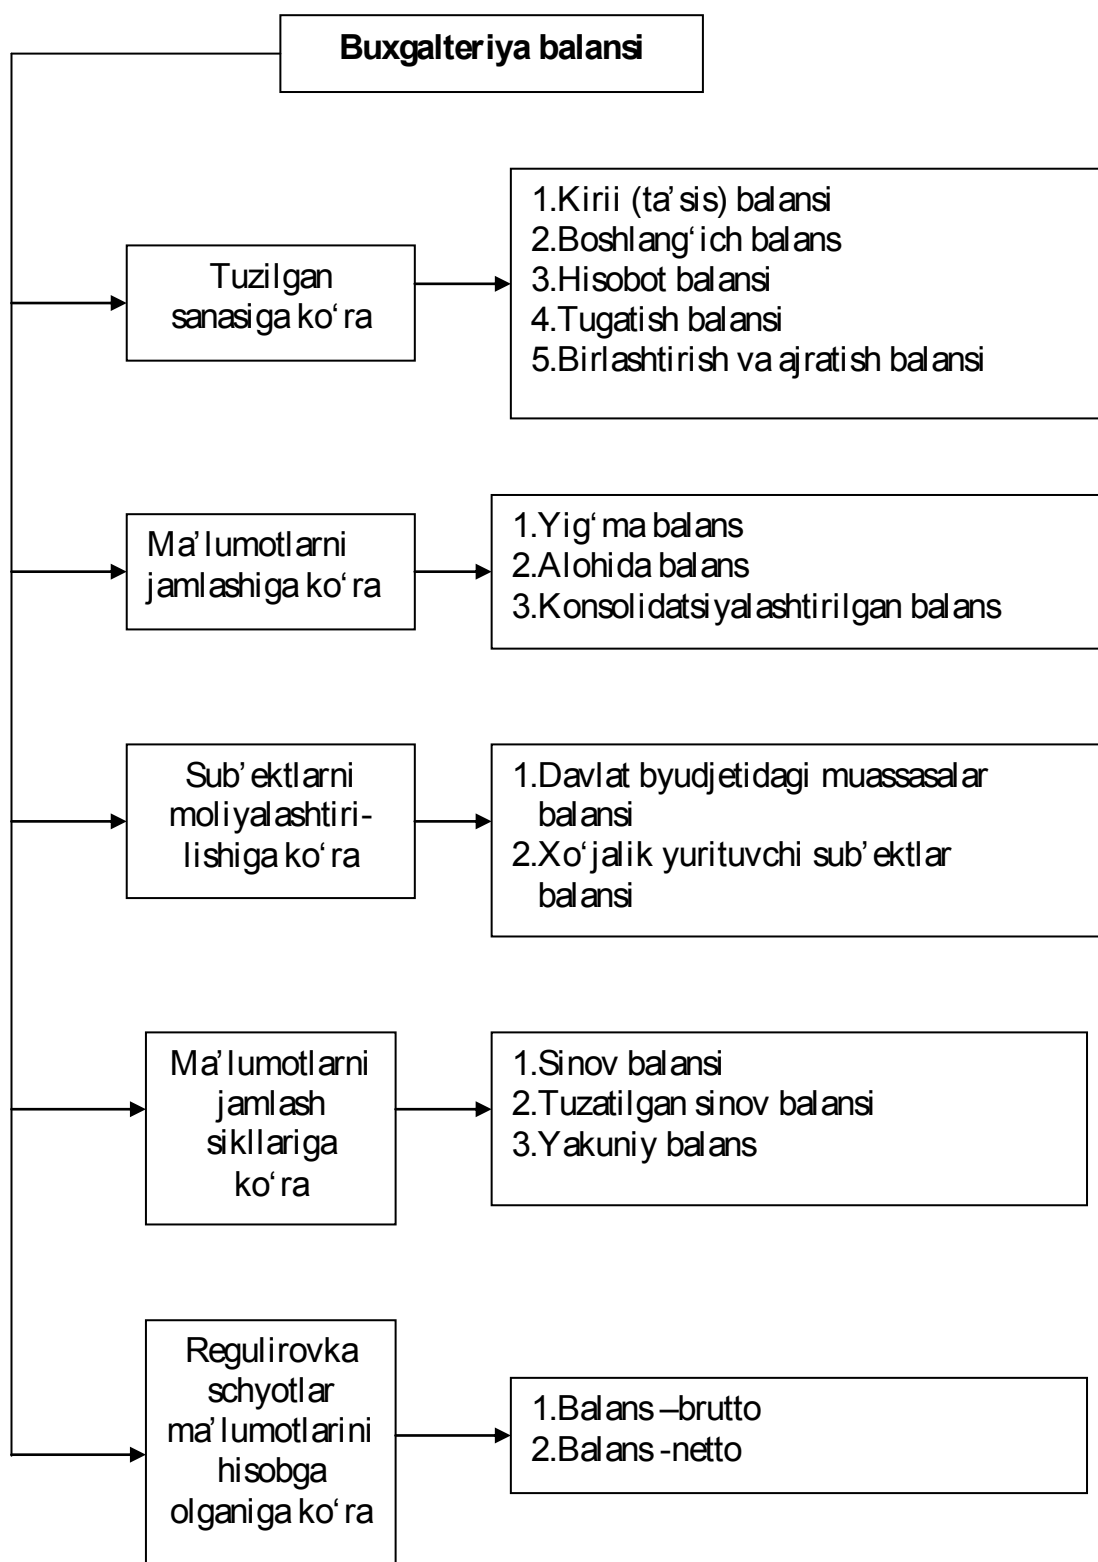 Buxgalteriya balansi
Tuzilgan
sanasiga ko‘ra
1.Kirii (ta’sis) balansi
2.Boshlang‘ich balans
3.Hisobot balansi
4.Tugatish balansi
5.Birlashtirish va ajratish balansi
Ma’lumotlarni
jamlashiga ko‘ra
1.Yig‘ma balans
2.Alohida balans
3.Konsolidatsiyalashtirilgan balans
Sub’ektlarni
moliyalashtiri-
lishiga ko‘ra
1.Davlat byudjetidagi muassasalar
balansi
2.Xo‘jalik yurituvchi sub’ektlar
balansi
Ma’lumotlarni
jamlash
sikllariga
ko‘ra
1.Sinov balansi
2.Tuzatilgan sinov balansi
3.Yakuniy balans
Regulirovka
schyotlar
ma’lumotlarini
hisobga
olganiga ko‘ra
1.Balans –brutto
2.Balans -netto